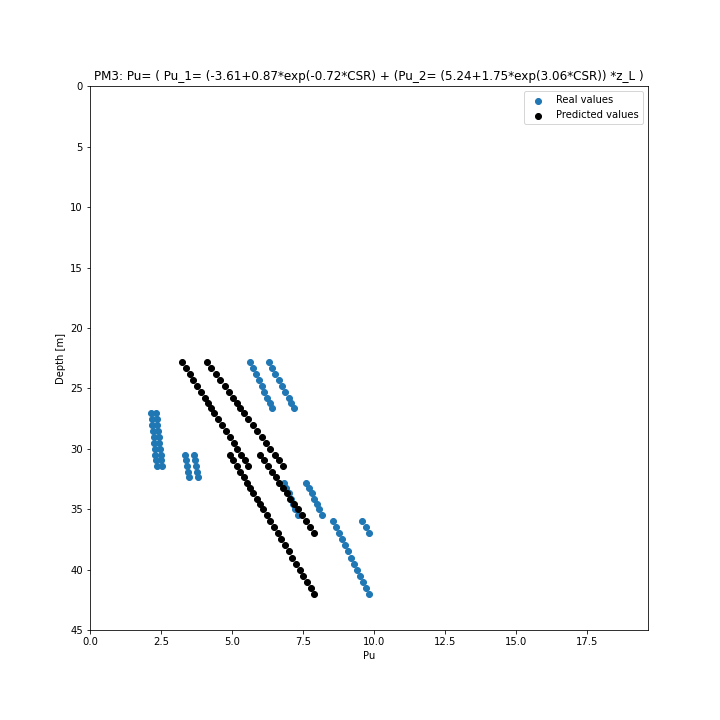 PM3: Pu= ( Pu_1= (-3.61+0.87*exp(-0.72*CSR) + (Pu_2= (5.24+1.75*exp(3.06*CSR)) *z_L )
Real values
Predicted values
0
5
10
15
20
25
30
35
40
45
Depth [m]
0.0 2.5 5.0 7.5 10.0 12.5 15.0 17.5
Pu